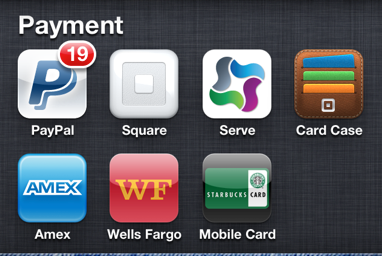 Payment
19
PayPal
Square
Serve
Card Case
AMEX
WF
STARBUCKS CARD
Amex
Wells Fargo
Mobile Card